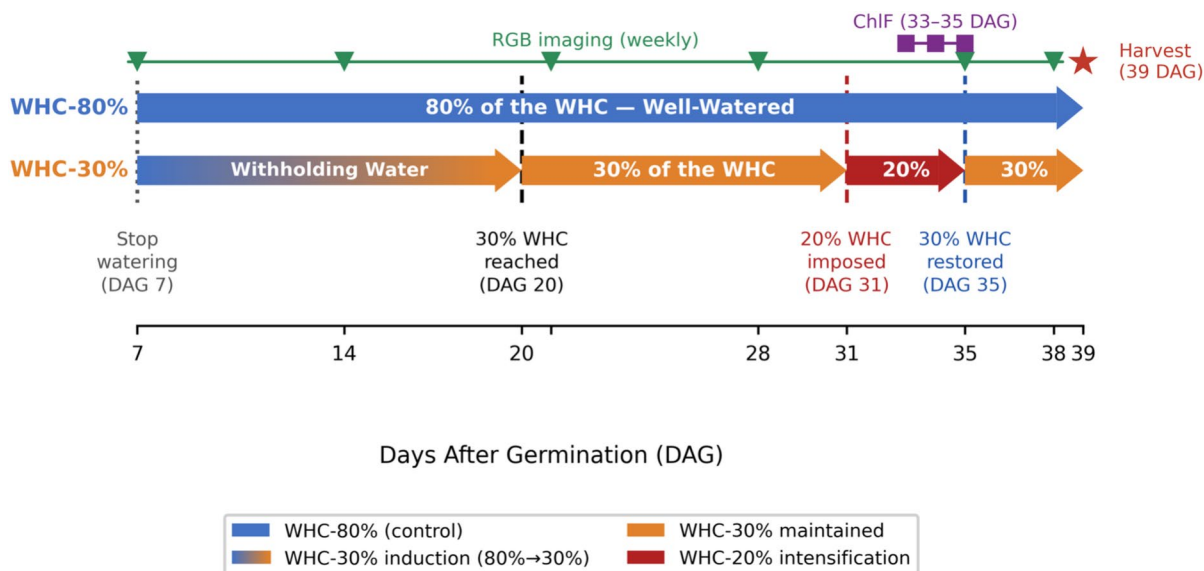 ChlF (33–35 DAG)
RGB imaging (weekly)
Harvest
(39 DAG)
WHC-80%
80% of the WHC — Well-Watered
WHC-30%
Withholding Water
30% of the WHC
20%
30%
Stop
watering
(DAG 7)
30% WHC
reached
(DAG 20)
20% WHC
imposed
(DAG 31)
30% WHC
restored
(DAG 35)
7 14 20 28 31 35 38 39
Days After Germination (DAG)
WHC-80% (control)
WHC-30% induction (80%→30%)
WHC-30% maintained
WHC-20% intensification